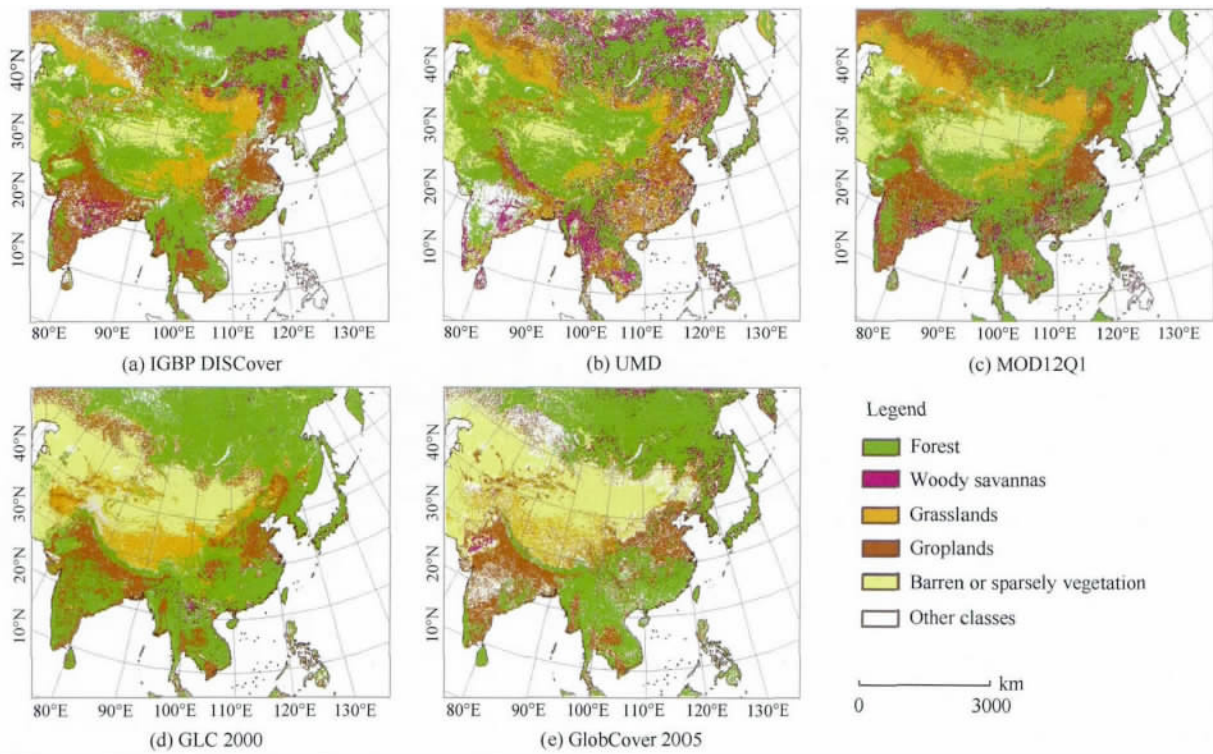 40°N
30°N
20°N
10°N
80°E 90°E 100°E 110°E 120°E 130°E
(a) IGBP DISCover
40°N
30°N
20°N
10°N
80°E 90°E 100°E 110°E 120°E 130°E
(b) UMD
40°N
30°N
20°N
10°N
80°E 90°E 100°E 110°E 120°E 130°E
(c) MOD12Q1
40°N
30°N
20°N
10°N
80°E 90°E 100°E 110°E 120°E 130°E
(d) GLC 2000
40°N
30°N
20°N
10°N
80°E 90°E 100°E 110°E 120°E 130°E
(e) GlobCover 2005
Legend
Forest
Woody savannas
Grasslands
Groplands
Barren or sparsely vegetation
Other classes
km
0 3000